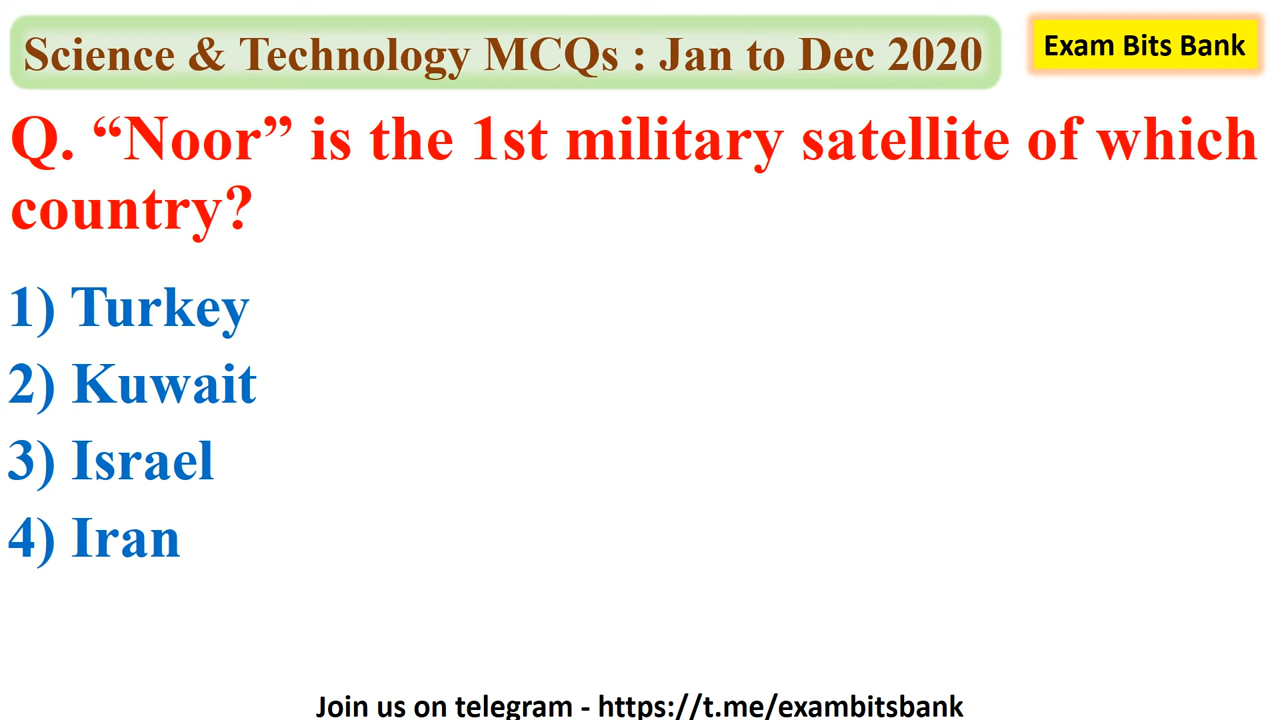 Science & Technology MCQs : Jan to Dec 2020
Exam Bits Bank
Q. “Noor” is the 1st military satellite of which
country?
1) Turkey
2) Kuwait
3) Israel
4) Iran
Join us on telegram - https://t.me/exambitsbank